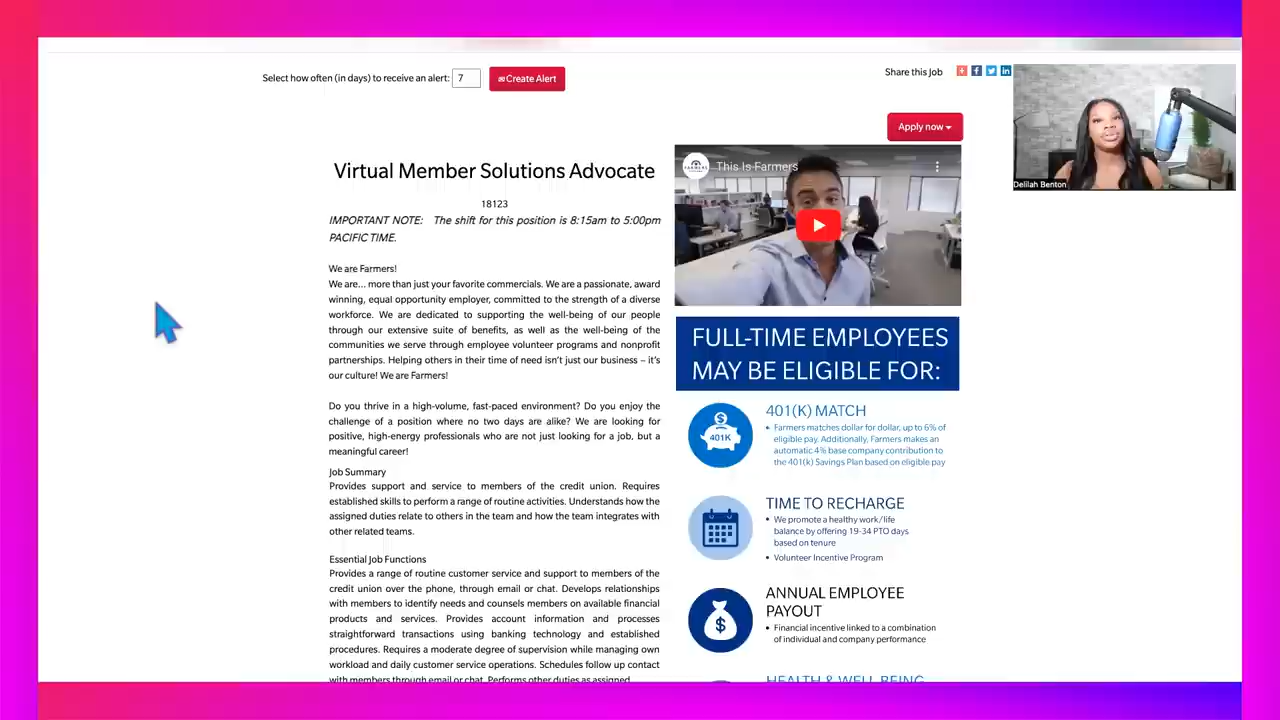 Select how often (in days) to receive an alert: 7
Create Alert
Share this Job
Apply now
Delilah Benton
Virtual Member Solutions Advocate
18123
IMPORTANT NOTE: The shift for this position is 8:15am to 5:00pm
PACIFIC TIME.
We are Farmers!
We are... more than just your favorite commercials. We are a passionate, award
winning, equal opportunity employer, committed to the strength of a diverse
workforce. We are dedicated to supporting the well-being of our people
through our extensive suite of benefits, as well as the well-being of the
communities we serve through employee volunteer programs and nonprofit
partnerships. Helping others in their time of need isn't just our business – it's
our culture! We are Farmers!
Do you thrive in a high-volume, fast-paced environment? Do you enjoy the
challenge of a position where no two days are alike? We are looking for
positive, high-energy professionals who are not just looking for a job, but a
meaningful career!
Job Summary
Provides support and service to members of the credit union. Requires
established skills to perform a range of routine activities. Understands how the
assigned duties relate to others in the team and how the team integrates with
other related teams.
Essential Job Functions
Provides a range of routine customer service and support to members of the
credit union over the phone, through email or chat. Develops relationships
with members to identify needs and counsels members on available financial
products and services. Provides account information and processes
straightforward transactions using banking technology and established
procedures. Requires a moderate degree of supervision while managing own
workload and daily customer service operations. Schedules follow up contact
with members through email or chat. Performs other duties as assigned.
This Is Farmers
FULL-TIME EMPLOYEES
MAY BE ELIGIBLE FOR:
401K
401(K) MATCH
• Farmers matches dollar for dollar, up to 6% of
eligible pay. Additionally, Farmers makes an
automatic 4% base company contribution to
the 401(k) Savings Plan based on eligible pay
TIME TO RECHARGE
• We promote a healthy work/life
balance by offering 19-34 PTO days
based on tenure
• Volunteer Incentive Program
ANNUAL EMPLOYEE
PAYOUT
• Financial incentive linked to a combination
of individual and company performance
HEALTH & WELL-BEING